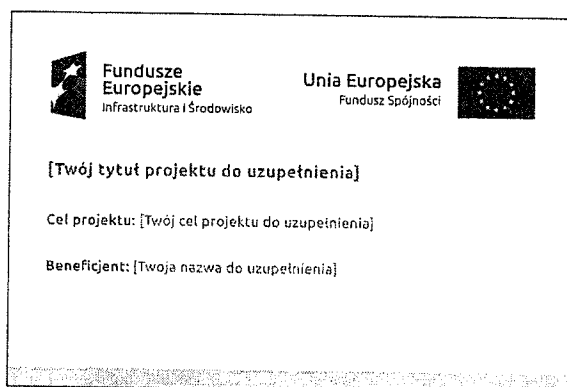 Fundusze
Europejskie
Infrastruktura i Środowisko
Unia Europejska
Fundusz Spójności
[Twój tytuł projektu do uzupełnienia]
Cel projektu: [Twój cel projektu do uzupełnienia]
Beneficjent: [Twoja nazwa do uzupełnienia]